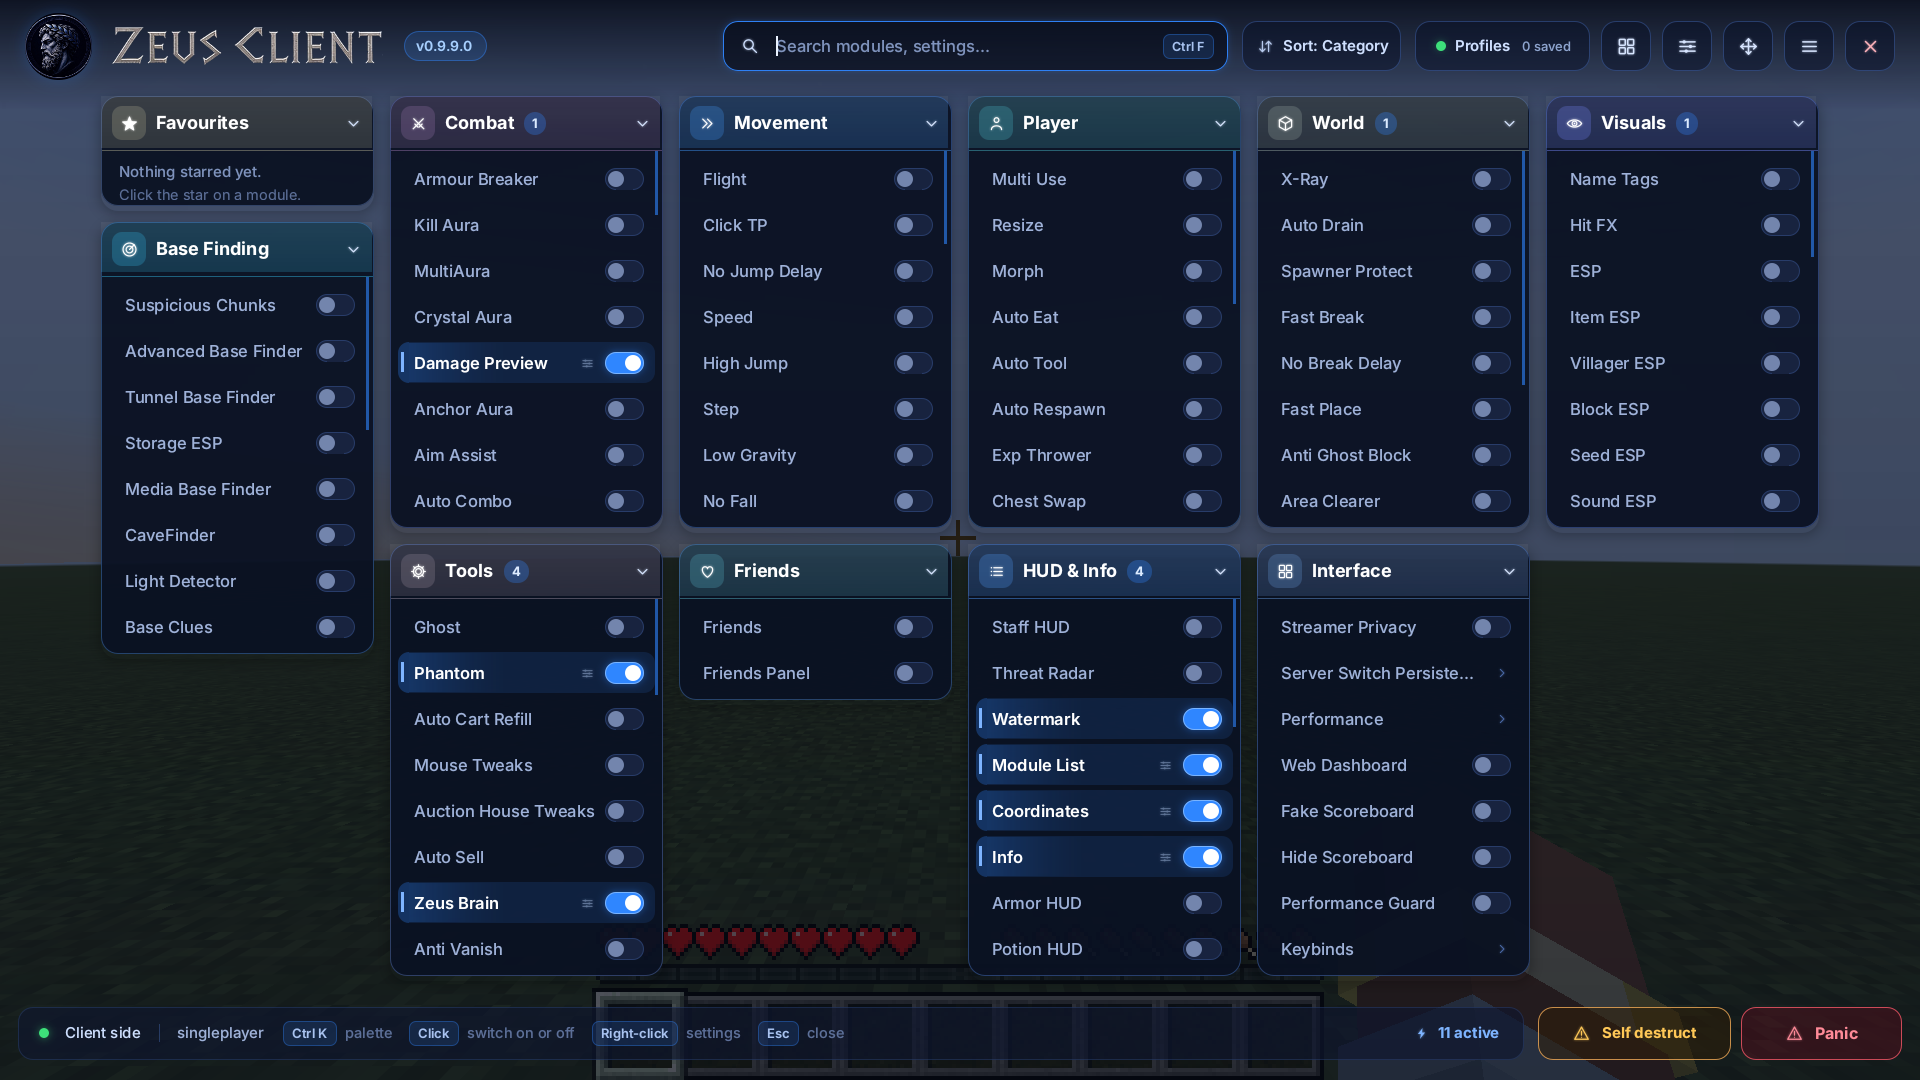 ZEUS CLIENT
v0.9.9.0
Search modules, settings...
Ctrl F
Sort: Category
Profiles
0 saved
Favourites
Nothing starred yet.
Click the star on a module.
Base Finding
Suspicious Chunks
Advanced Base Finder
Tunnel Base Finder
Storage ESP
Media Base Finder
CaveFinder
Light Detector
Base Clues
Combat 1
Armour Breaker
Kill Aura
MultiAura
Crystal Aura
Damage Preview
Anchor Aura
Aim Assist
Auto Combo
Movement
Flight
Click TP
No Jump Delay
Speed
High Jump
Step
Low Gravity
No Fall
Player
Multi Use
Resize
Morph
Auto Eat
Auto Tool
Auto Respawn
Exp Thrower
Chest Swap
World 1
X-Ray
Auto Drain
Spawner Protect
Fast Break
No Break Delay
Fast Place
Anti Ghost Block
Area Clearer
Visuals 1
Name Tags
Hit FX
ESP
Item ESP
Villager ESP
Block ESP
Seed ESP
Sound ESP
Tools 4
Ghost
Phantom
Auto Cart Refill
Mouse Tweaks
Auction House Tweaks
Auto Sell
Zeus Brain
Anti Vanish
Friends
Friends
Friends Panel
HUD & Info 4
Staff HUD
Threat Radar
Watermark
Module List
Coordinates
Info
Armor HUD
Potion HUD
Interface
Streamer Privacy
Server Switch Persiste...
Performance
Web Dashboard
Fake Scoreboard
Hide Scoreboard
Performance Guard
Keybinds
Client side
singleplayer
Ctrl K palette
Click switch on or off
Right-click settings
Esc close
11 active
Self destruct
Panic